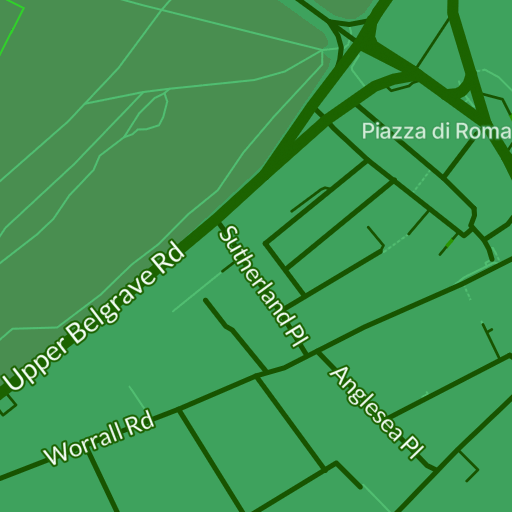 Piazza di Roma
Sutherland Pl
Upper Belgrave Rd
Anglesea Pl
Worrall Rd